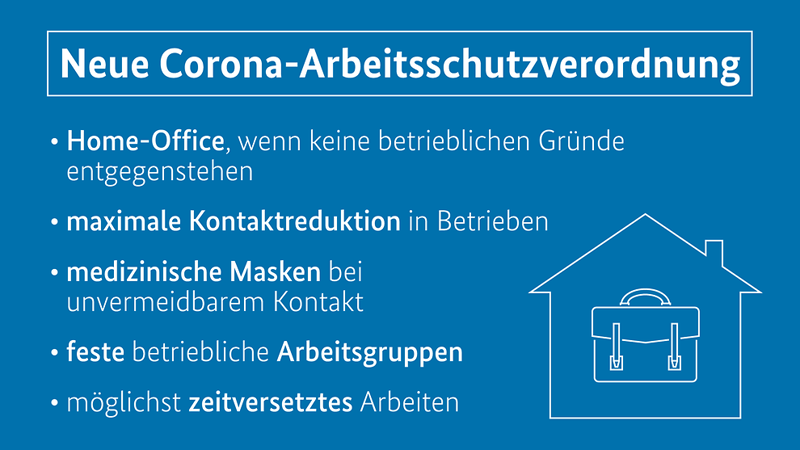 Neue Corona-Arbeitsschutzverordnung
• Home-Office, wenn keine betrieblichen Gründe
entgegenstehen
• maximale Kontaktreduktion in Betrieben
• medizinische Masken bei
unvermeidbarem Kontakt
• feste betriebliche Arbeitsgruppen
• möglichst zeitversetztes Arbeiten